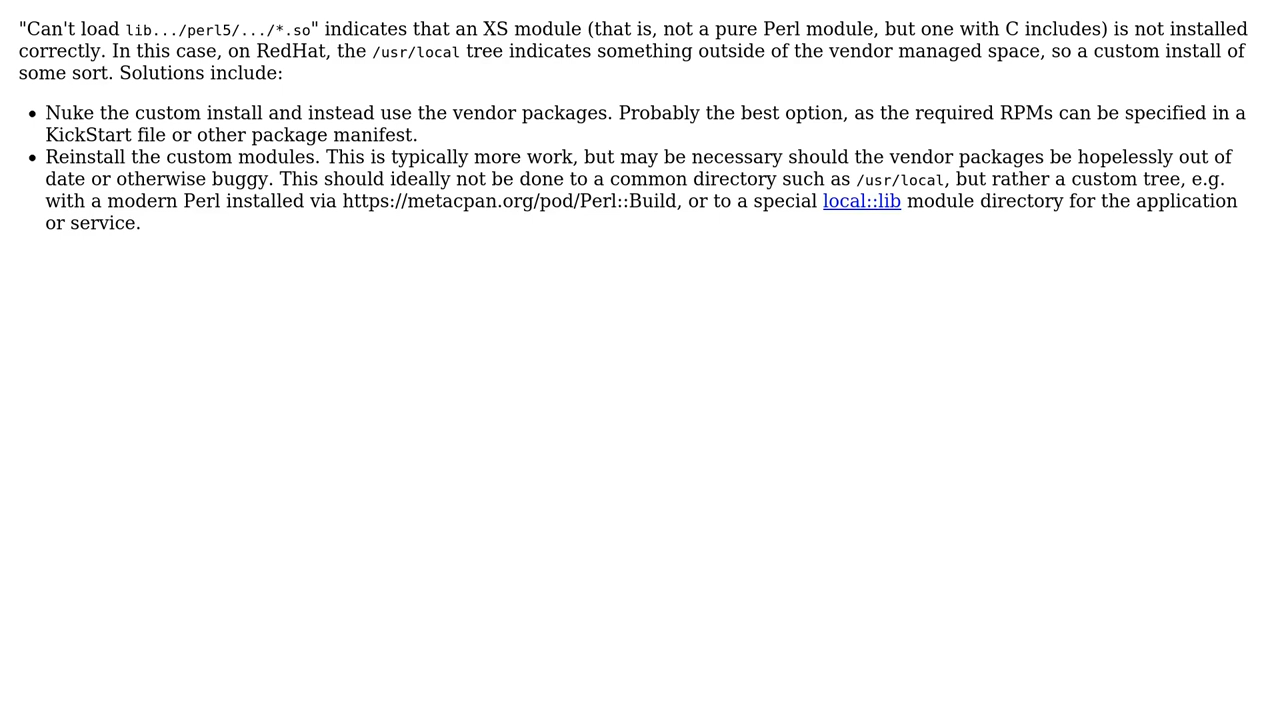 "Can't load lib.../perl5/.../*.so" indicates that an XS module (that is, not a pure Perl module, but one with C includes) is not installed
correctly. In this case, on RedHat, the /usr/local tree indicates something outside of the vendor managed space, so a custom install of
some sort. Solutions include:
• Nuke the custom install and instead use the vendor packages. Probably the best option, as the required RPMs can be specified in a
KickStart file or other package manifest.
• Reinstall the custom modules. This is typically more work, but may be necessary should the vendor packages be hopelessly out of
date or otherwise buggy. This should ideally not be done to a common directory such as /usr/local, but rather a custom tree, e.g.
with a modern Perl installed via https://metacpan.org/pod/Perl::Build, or to a special local::lib module directory for the application
or service.